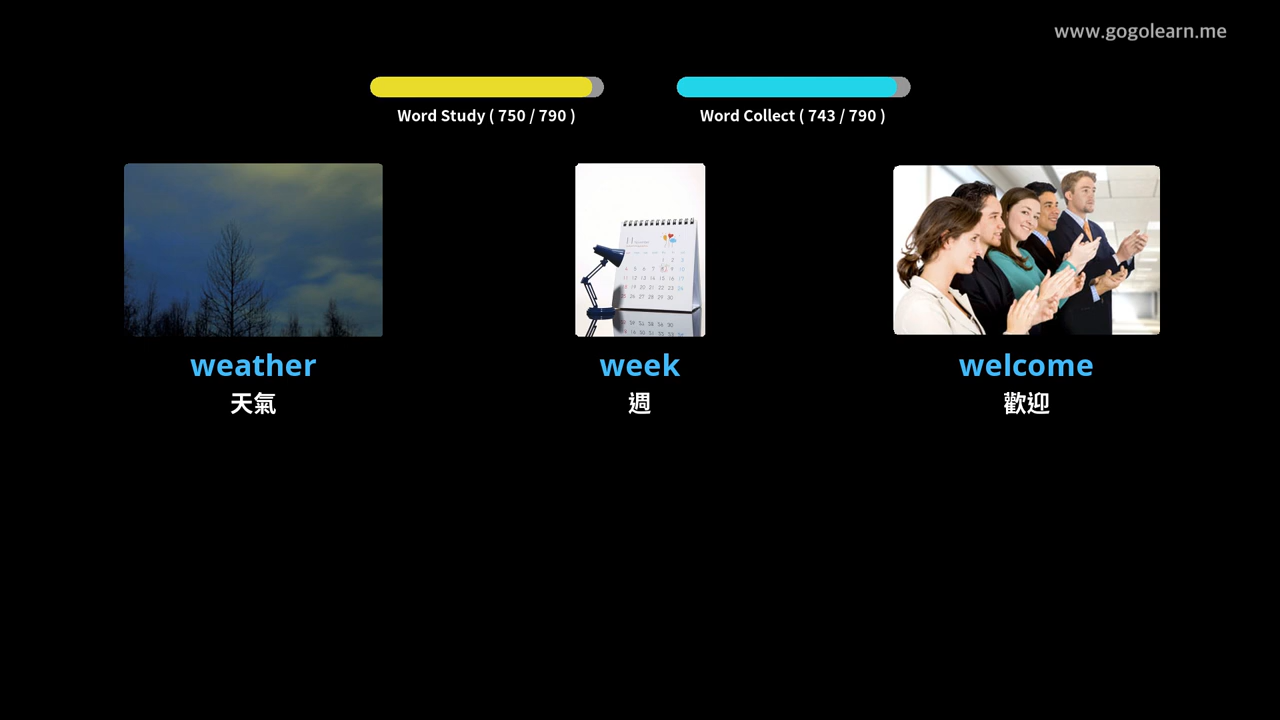 www.gogolearn.me
Word Study ( 750 / 790 )
Word Collect ( 743 / 790 )
weather
天氣
week
週
welcome
歡迎